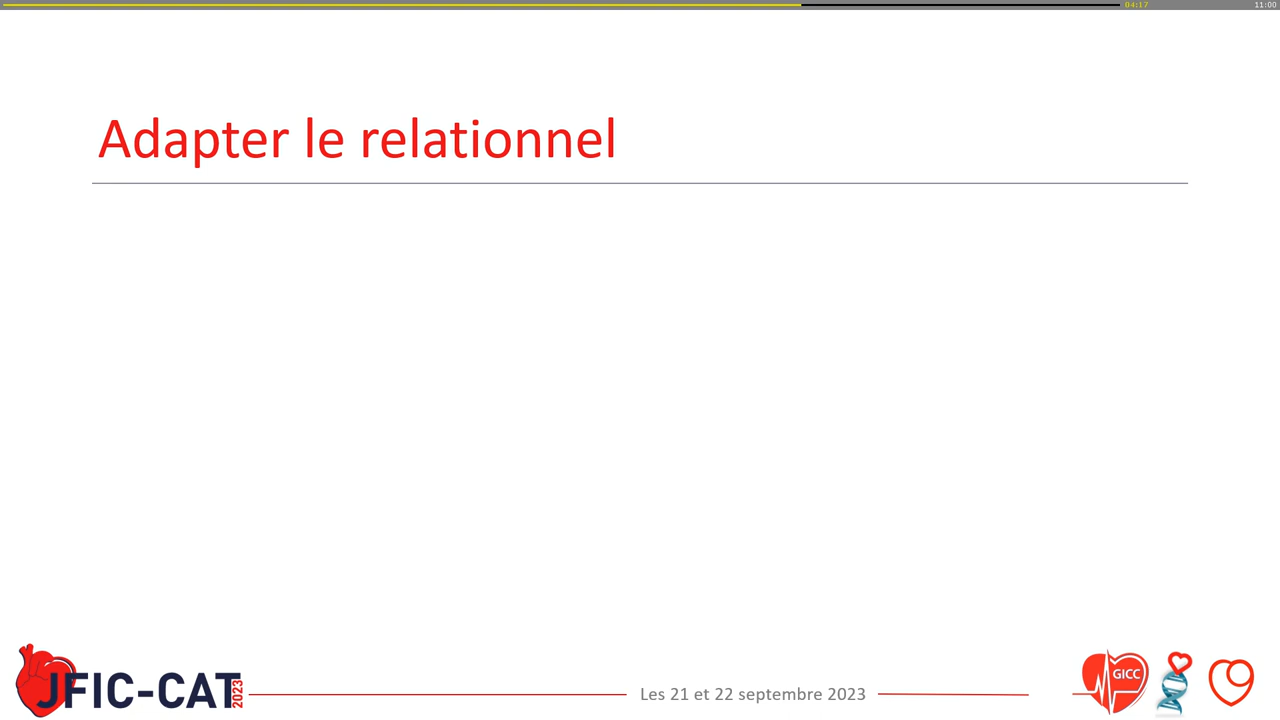 04:17
11:00
Adapter le relationnel
JFIC-CAT 2023
Les 21 et 22 septembre 2023
GICC